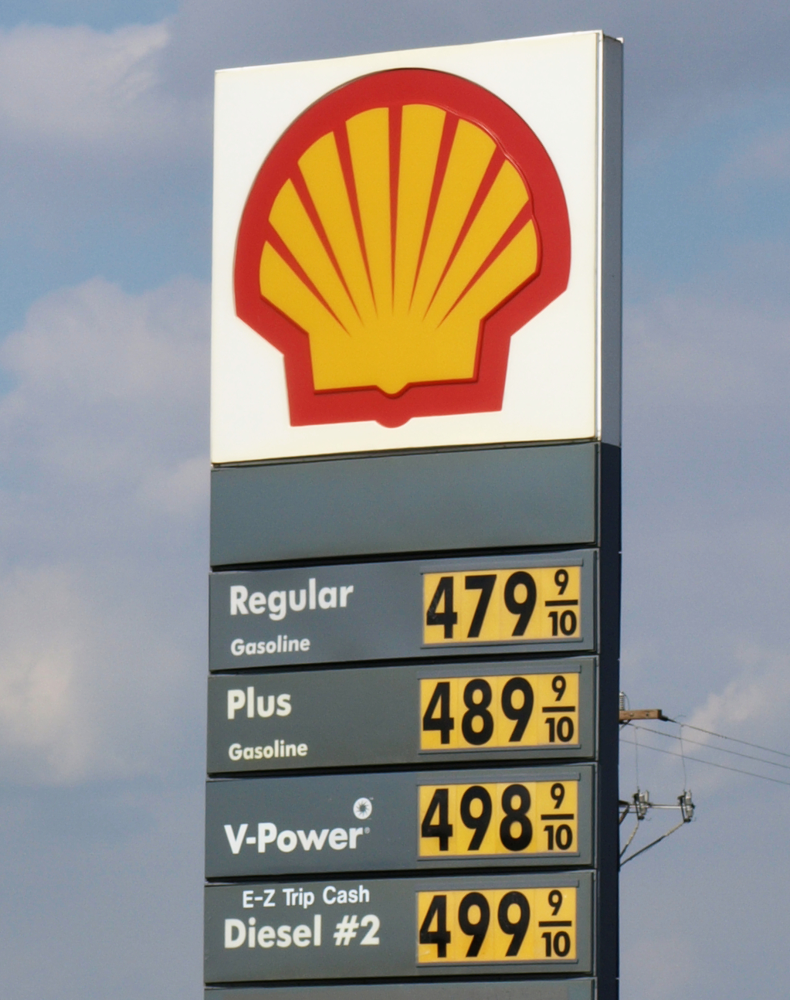 Regular 479 9/10
Gasoline
Plus 489 9/10
Gasoline
V-Power® 498 9/10
E-Z Trip Cash
Diesel #2 499 9/10